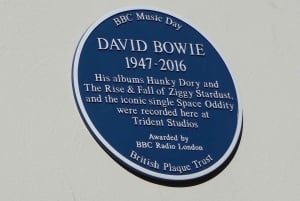 BBC Music Day
DAVID BOWIE
1947-2016
His albums Hunky Dory and
The Rise & Fall of Ziggy Stardust,
and the iconic single Space Oddity
were recorded here at
Trident Studios
Awarded by
BBC Radio London
British Plaque Trust